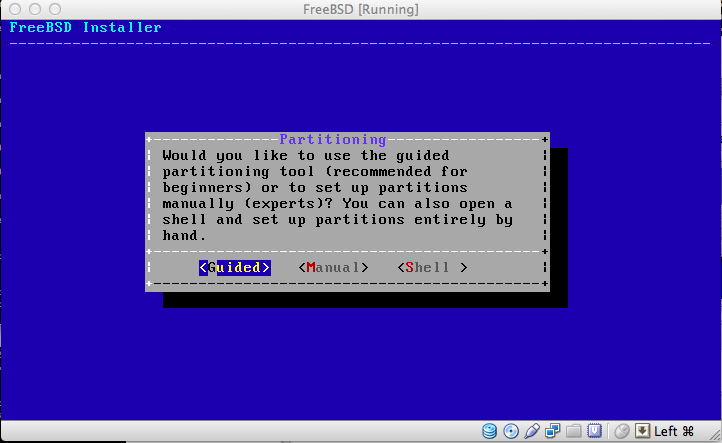 FreeBSD [Running]
FreeBSD Installer
Partitioning
Would you like to use the guided
partitioning tool (recommended for
beginners) or to set up partitions
manually (experts)? You can also open a
shell and set up partitions entirely by
hand.
<Guided> <Manual> <Shell >
Left ⌘